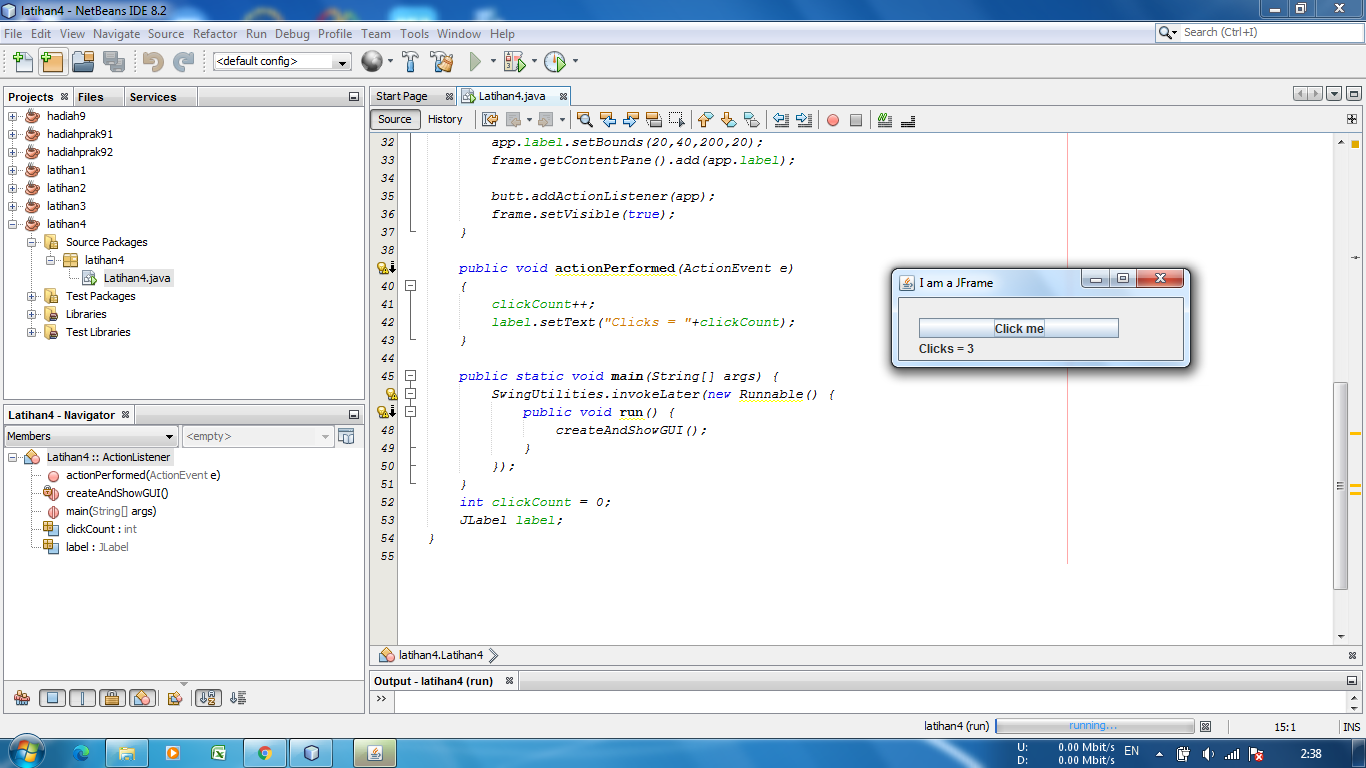 latihan4 - NetBeans IDE 8.2
File Edit View Navigate Source Refactor Run Debug Profile Team Tools Window Help
Search (Ctrl+I)
<default config>
Projects Files Services
hadiah9
hadiahprak91
hadiahprak92
latihan1
latihan2
latihan3
latihan4
Source Packages
latihan4
Latihan4.java
Test Packages
Libraries
Test Libraries
Latihan4 - Navigator
Members <empty>
Latihan4 :: ActionListener
actionPerformed(ActionEvent e)
createAndShowGUI()
main(String[] args)
clickCount : int
label : JLabel
Start Page Latihan4.java
Source History
32 app.label.setBounds(20,40,200,20);
33 frame.getContentPane().add(app.label);
34
35 butt.addActionListener(app);
36 frame.setVisible(true);
37 }
38
public void actionPerformed(ActionEvent e)
40 {
41 clickCount++;
42 label.setText("Clicks = "+clickCount);
43 }
44
45 public static void main(String[] args) {
SwingUtilities.invokeLater(new Runnable() {
public void run() {
48 createAndShowGUI();
49 }
50 });
51 }
52 int clickCount = 0;
53 JLabel label;
54 }
55
I am a JFrame
Click me
Clicks = 3
latihan4.Latihan4
Output - latihan4 (run)
>>
latihan4 (run) running... 15:1 INS
U: 0.00 Mbit/s
D: 0.00 Mbit/s
EN
2:38